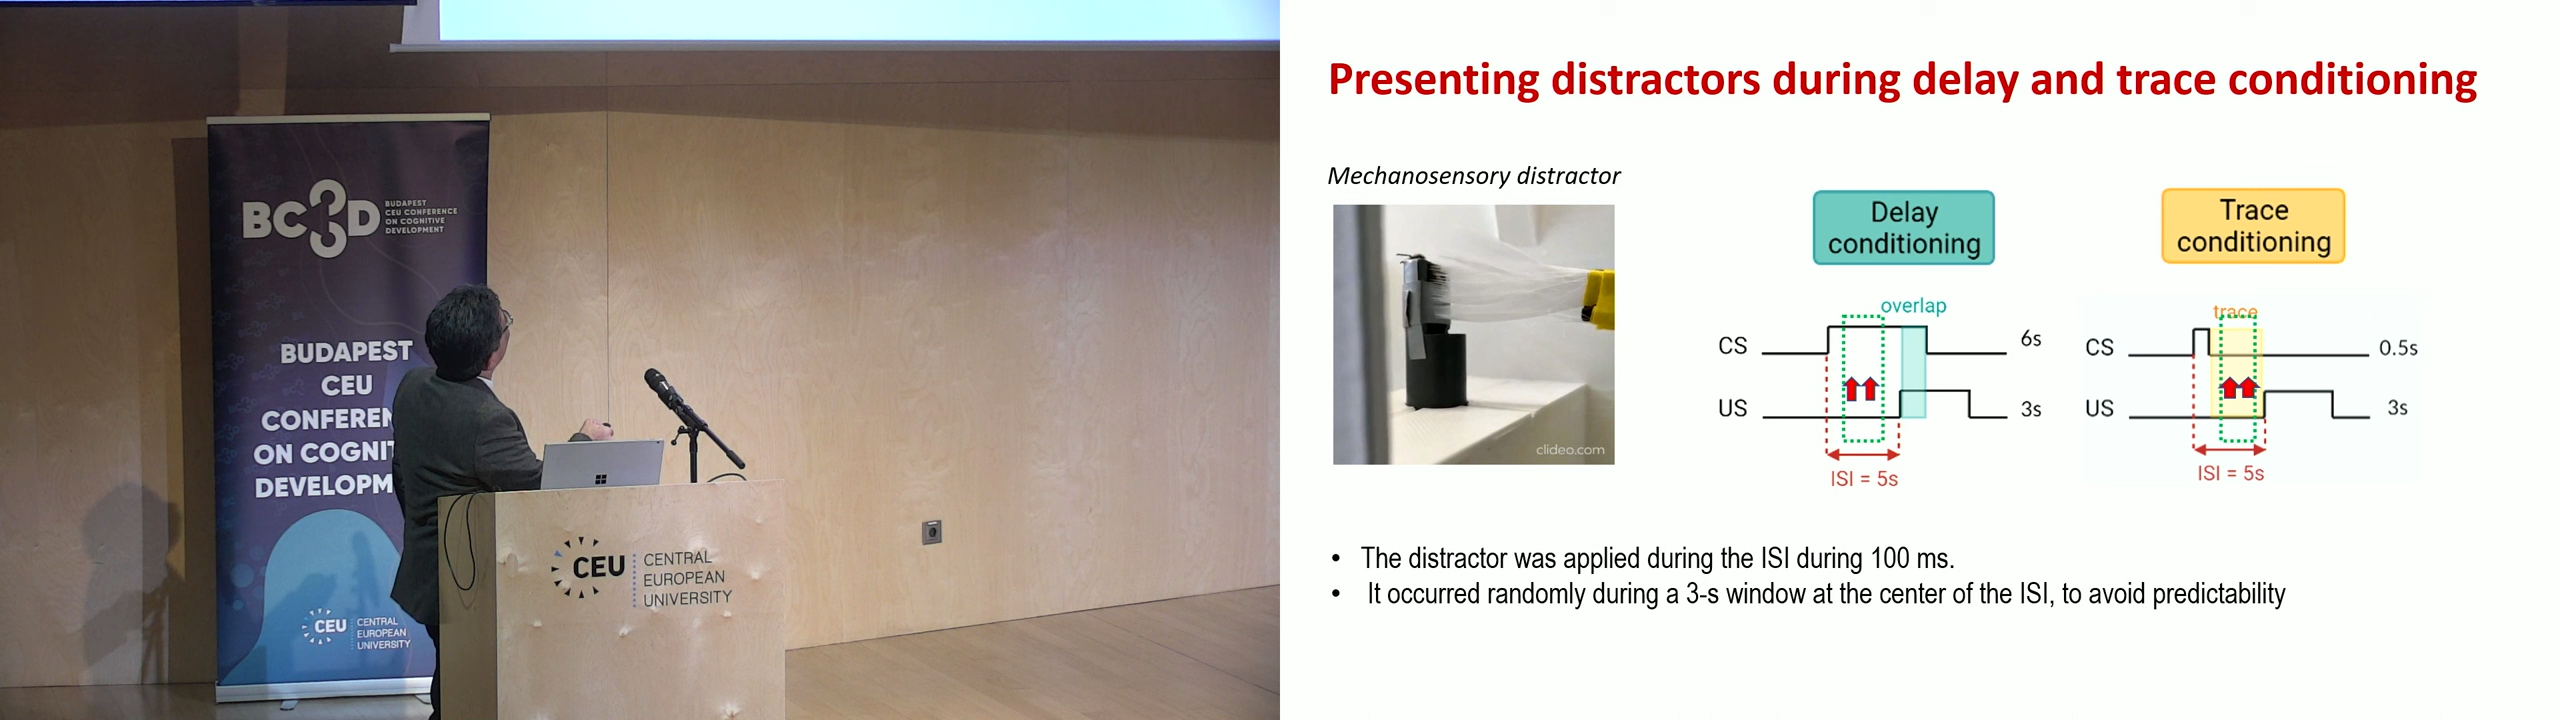 BC3D
BUDAPEST
CEU CONFERENCE
ON COGNITIVE
DEVELOPMENT
BUDAPEST
CEU
CONFEREN
ON COGNI
DEVELOPM
CEU
CENTRAL
EUROPEAN
UNIVERSITY
CEU
CENTRAL
EUROPEAN
UNIVERSITY
Presenting distractors during delay and trace conditioning
Mechanosensory distractor
clideo.com
Delay
conditioning
overlap
CS
6s
US
3s
ISI = 5s
Trace
conditioning
trace
CS
0.5s
US
3s
ISI = 5s
• The distractor was applied during the ISI during 100 ms.
• It occurred randomly during a 3-s window at the center of the ISI, to avoid predictability